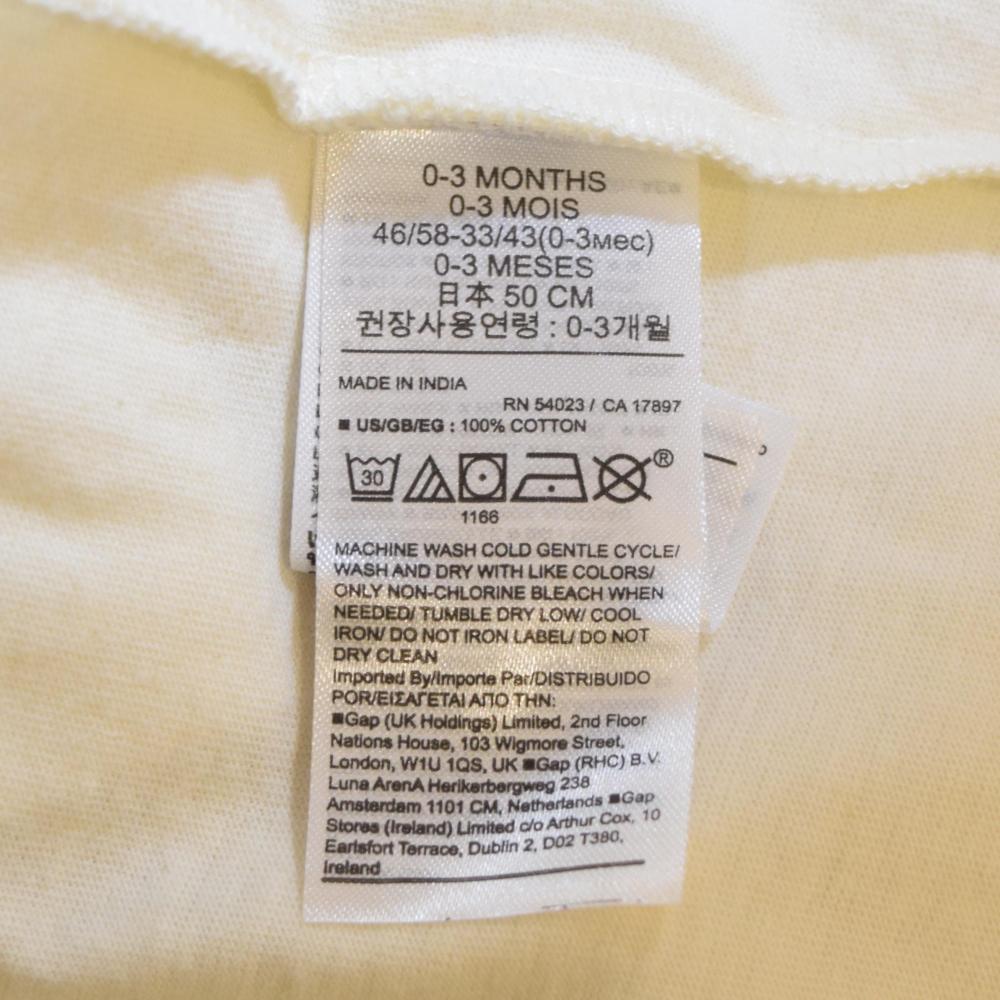 0-3 MONTHS
0-3 MOIS
46/58-33/43(0-3мес)
0-3 MESES
日本 50 CM
권장사용연령 : 0-3개월
MADE IN INDIA
RN 54023 / CA 17897
■ US/GB/EG : 100% COTTON
30
®
1166
MACHINE WASH COLD GENTLE CYCLE/
WASH AND DRY WITH LIKE COLORS/
ONLY NON-CHLORINE BLEACH WHEN
NEEDED/ TUMBLE DRY LOW/ COOL
IRON/ DO NOT IRON LABEL/ DO NOT
DRY CLEAN
Imported By/Importe Par/DISTRIBUIDO
POR/ΕΙΣΑΓΕΤΑΙ ΑΠΟ ΤΗΝ:
■Gap (UK Holdings) Limited, 2nd Floor
Nations House, 103 Wigmore Street,
London, W1U 1QS, UK ■Gap (RHC) B.V.
Luna ArenA Herikerbergweg 238
Amsterdam 1101 CM, Netherlands ■Gap
Stores (Ireland) Limited c/o Arthur Cox, 10
Earlsfort Terrace, Dublin 2, D02 T380,
Ireland